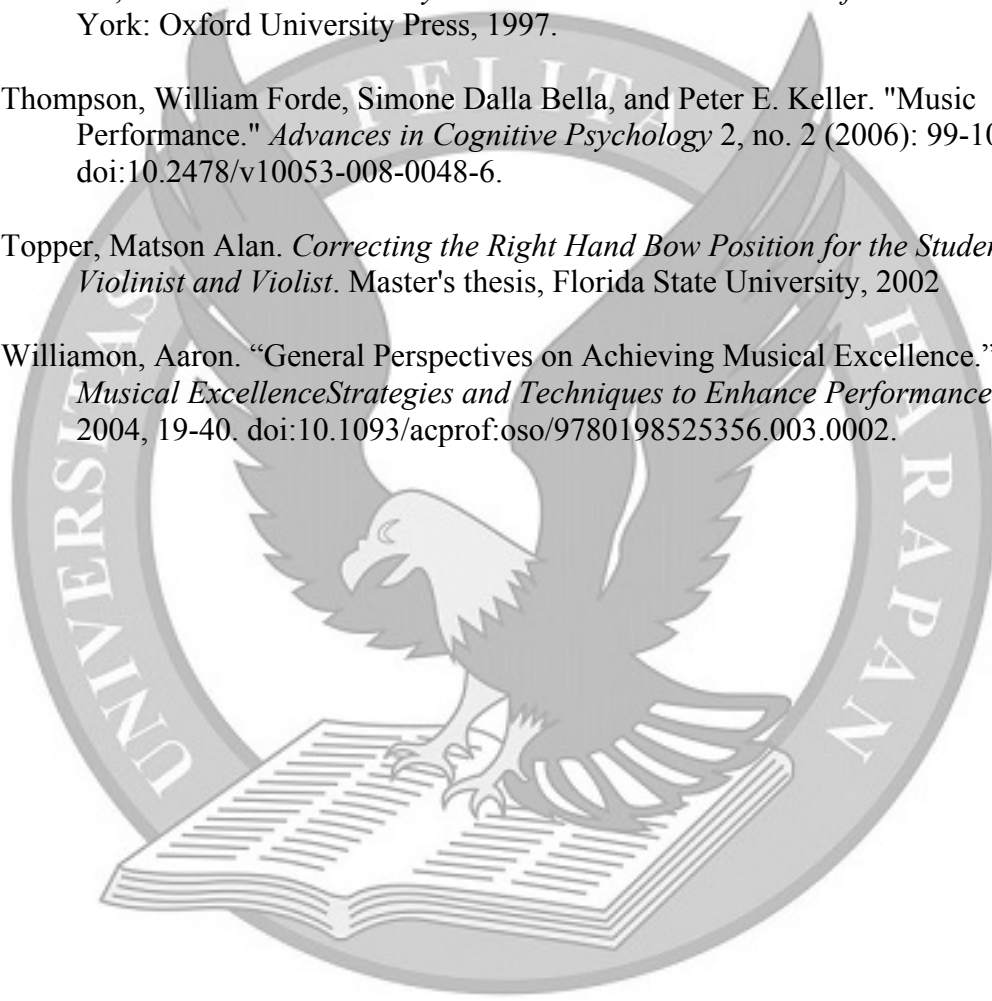 York: Oxford University Press, 1997.
Thompson, William Forde, Simone Dalla Bella, and Peter E. Keller. "Music
Performance." Advances in Cognitive Psychology 2, no. 2 (2006): 99-10
doi:10.2478/v10053-008-0048-6.
Topper, Matson Alan. Correcting the Right Hand Bow Position for the Studen
Violinist and Violist. Master's thesis, Florida State University, 2002
Williamon, Aaron. “General Perspectives on Achieving Musical Excellence.”
Musical ExcellenceStrategies and Techniques to Enhance Performance
2004, 19-40. doi:10.1093/acprof:oso/9780198525356.003.0002.
UNIVERSITAS PELITA HARAPAN